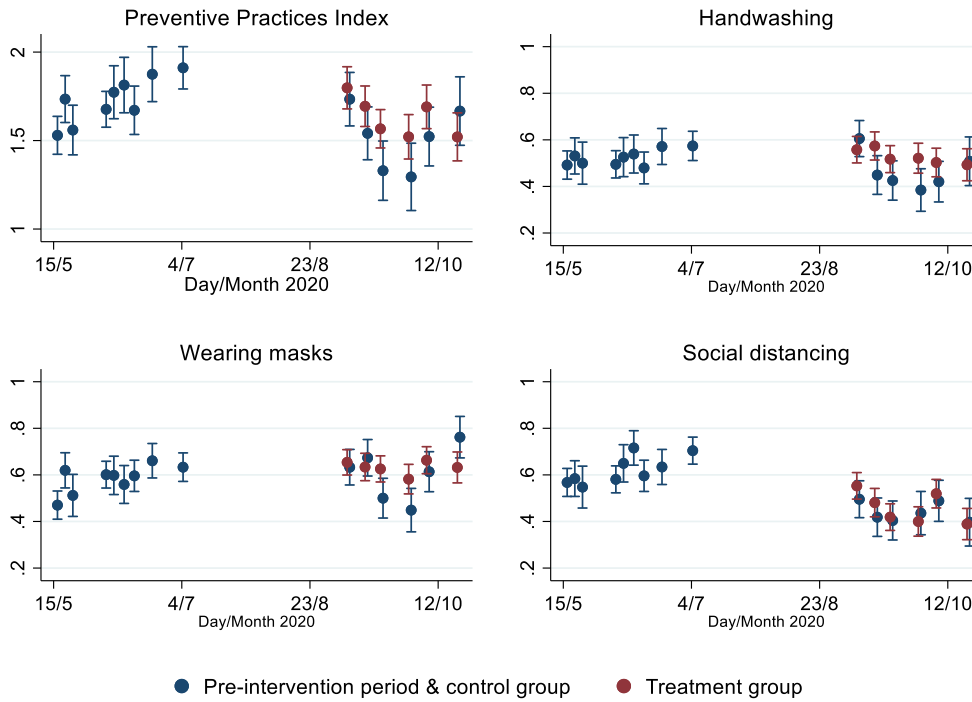 Preventive Practices Index
2
1.5
1
15/5 4/7 23/8 12/10
Day/Month 2020
Handwashing
1
.8
.6
.4
.2
15/5 4/7 23/8 12/10
Day/Month 2020
Wearing masks
1
.8
.6
.4
.2
15/5 4/7 23/8 12/10
Day/Month 2020
Social distancing
1
.8
.6
.4
.2
15/5 4/7 23/8 12/10
Day/Month 2020
Pre-intervention period & control group Treatment group